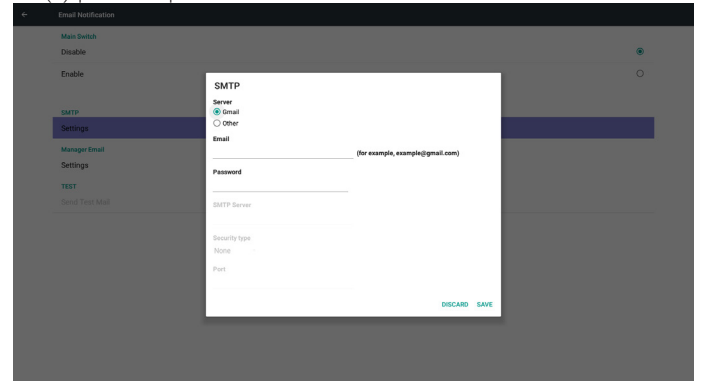 Email Notification
Main Switch
Disable
Enable
SMTP
Settings
Manager Email
Settings
TEST
Send Test Mail
SMTP
Server
Gmail
Other
Email
(for example, example@gmail.com)
Password
SMTP Server
Security type
None
Port
DISCARD SAVE